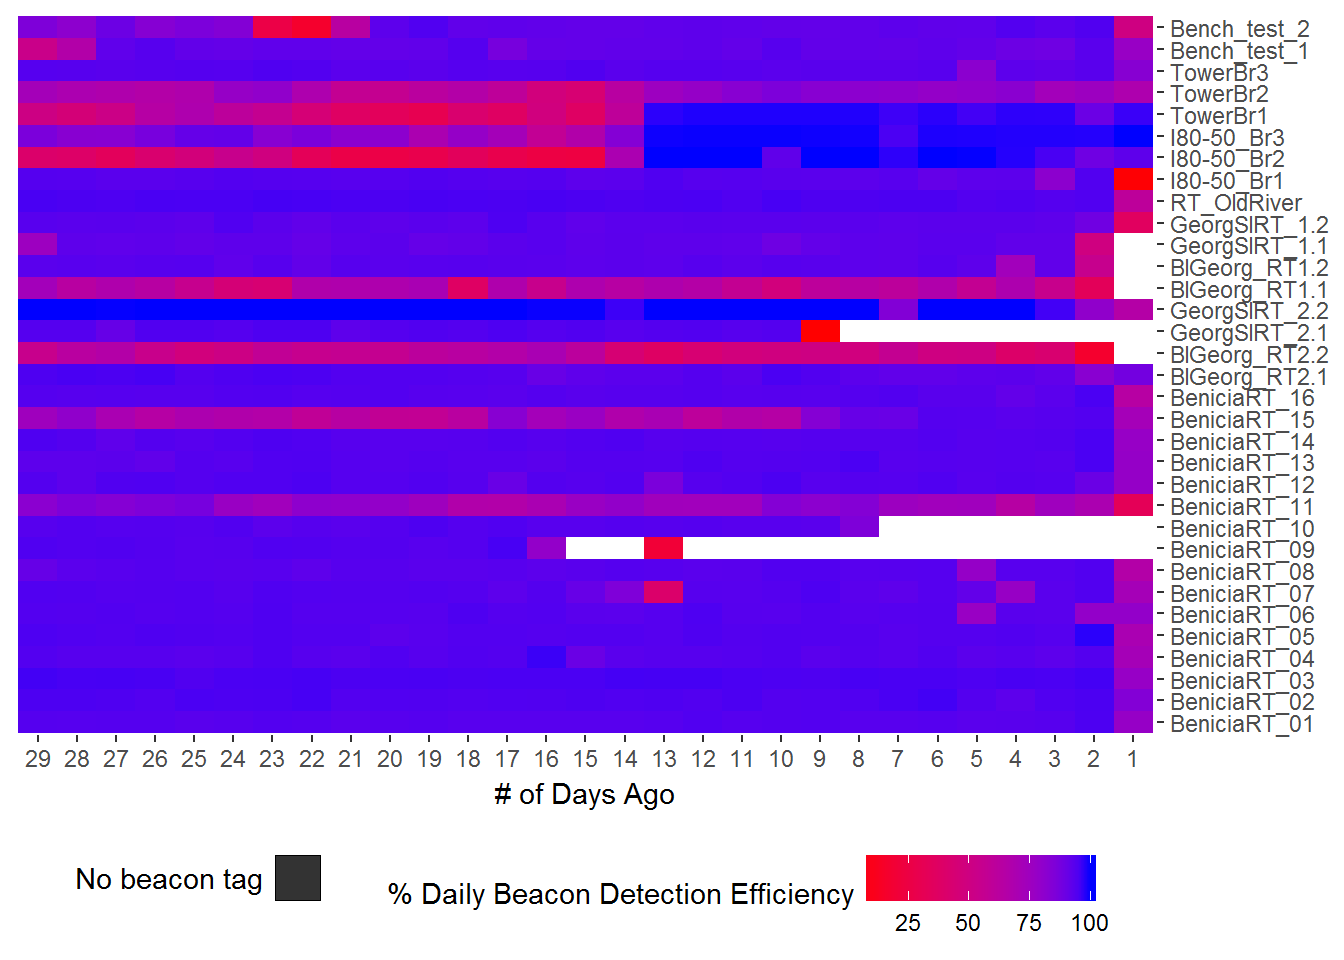 Bench_test_2
Bench_test_1
TowerBr3
TowerBr2
TowerBr1
I80-50_Br3
I80-50_Br2
I80-50_Br1
RT_OldRiver
GeorgSlRT_1.2
GeorgSlRT_1.1
BlGeorg_RT1.2
BlGeorg_RT1.1
GeorgSlRT_2.2
GeorgSlRT_2.1
BlGeorg_RT2.2
BlGeorg_RT2.1
BeniciaRT_16
BeniciaRT_15
BeniciaRT_14
BeniciaRT_13
BeniciaRT_12
BeniciaRT_11
BeniciaRT_10
BeniciaRT_09
BeniciaRT_08
BeniciaRT_07
BeniciaRT_06
BeniciaRT_05
BeniciaRT_04
BeniciaRT_03
BeniciaRT_02
BeniciaRT_01
29 28 27 26 25 24 23 22 21 20 19 18 17 16 15 14 13 12 11 10 9 8 7 6 5 4 3 2 1
# of Days Ago
No beacon tag
% Daily Beacon Detection Efficiency
25 50 75 100